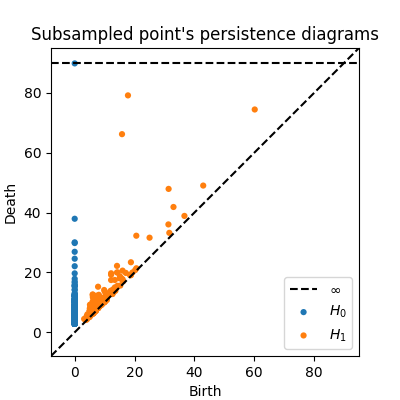 Subsampled point's persistence diagrams
80
60
40
20
0
Death
∞
H₀
H₁
0 20 40 60 80
Birth